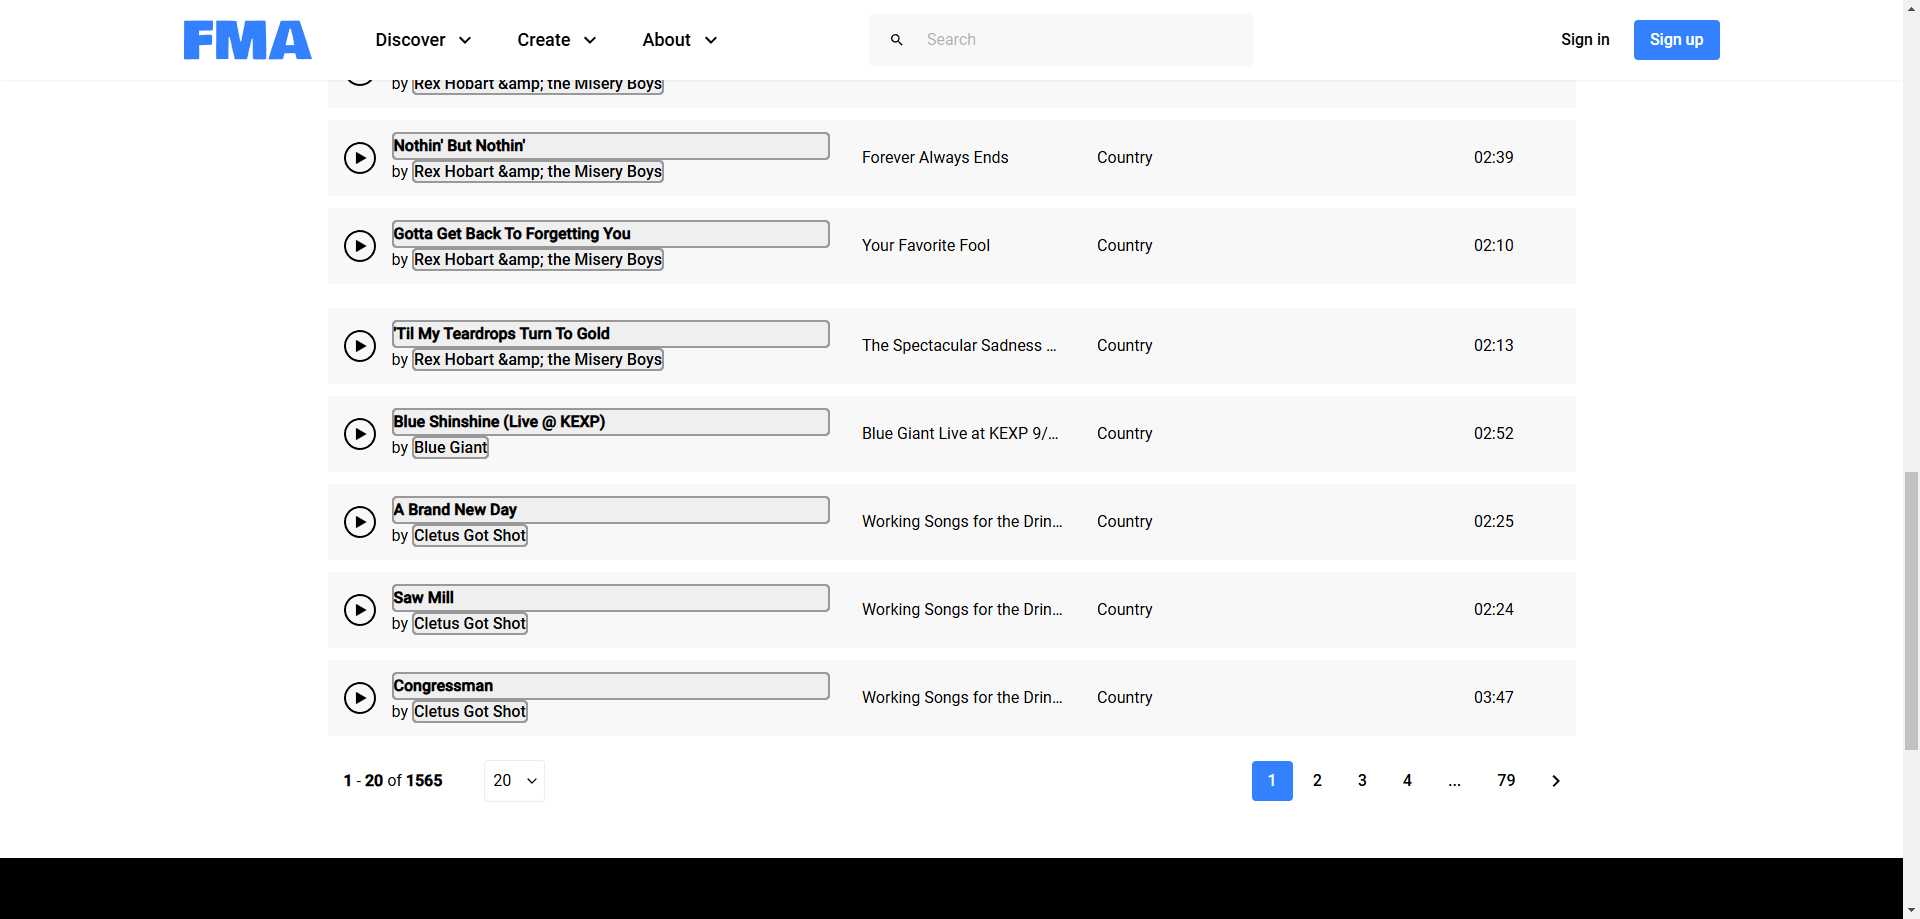 FMA Discover Create About Search Sign in Sign up
by Rex Hobart &amp; the Misery Boys
Nothin' But Nothin'
by Rex Hobart &amp; the Misery Boys
Forever Always Ends Country 02:39
Gotta Get Back To Forgetting You
by Rex Hobart &amp; the Misery Boys
Your Favorite Fool Country 02:10
'Til My Teardrops Turn To Gold
by Rex Hobart &amp; the Misery Boys
The Spectacular Sadness ... Country 02:13
Blue Shinshine (Live @ KEXP)
by Blue Giant
Blue Giant Live at KEXP 9/... Country 02:52
A Brand New Day
by Cletus Got Shot
Working Songs for the Drin... Country 02:25
Saw Mill
by Cletus Got Shot
Working Songs for the Drin... Country 02:24
Congressman
by Cletus Got Shot
Working Songs for the Drin... Country 03:47
1 - 20 of 1565 20 1 2 3 4 ... 79